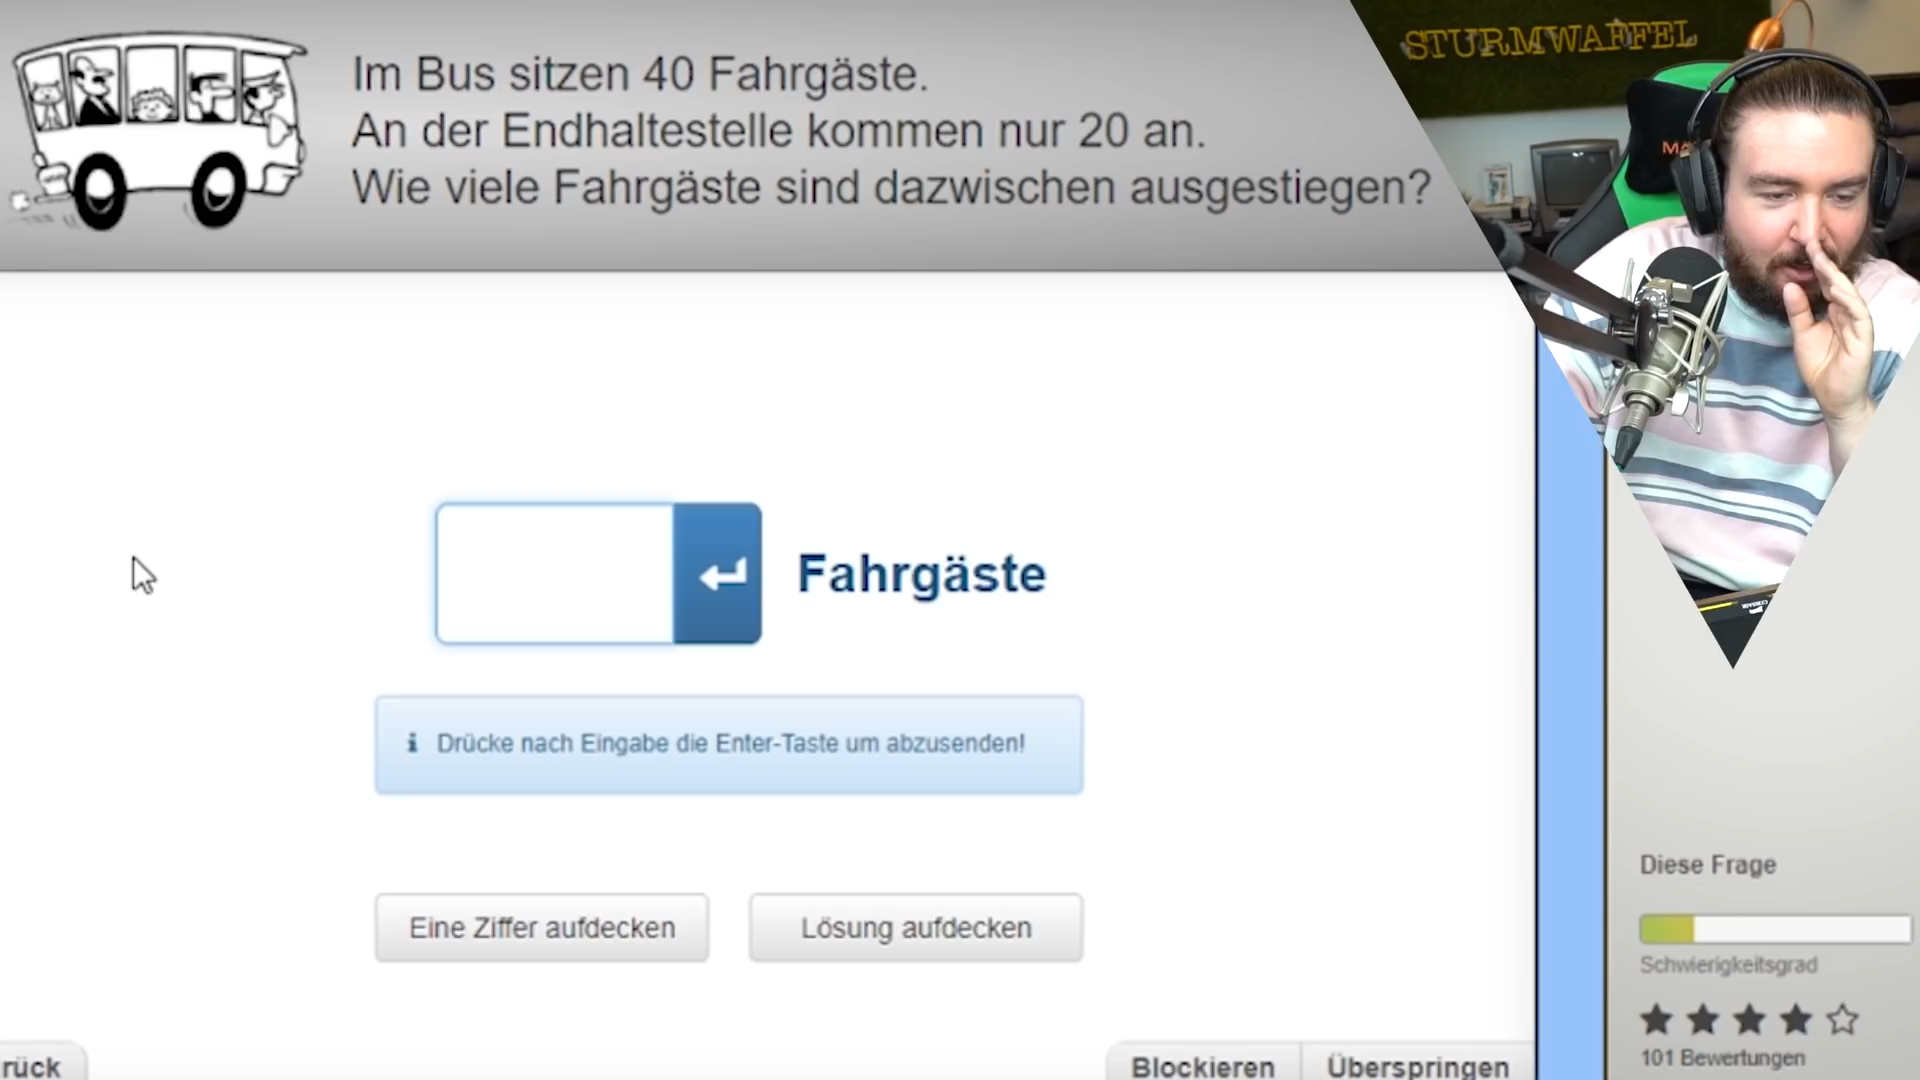 Im Bus sitzen 40 Fahrgäste.
An der Endhaltestelle kommen nur 20 an.
Wie viele Fahrgäste sind dazwischen ausgestiegen?
STURMWAFFEL
Fahrgäste
i Drücke nach Eingabe die Enter-Taste um abzusenden!
Eine Ziffer aufdecken
Lösung aufdecken
rück
Blockieren
Überspringen
Diese Frage
Schwierigkeitsgrad
101 Bewertungen